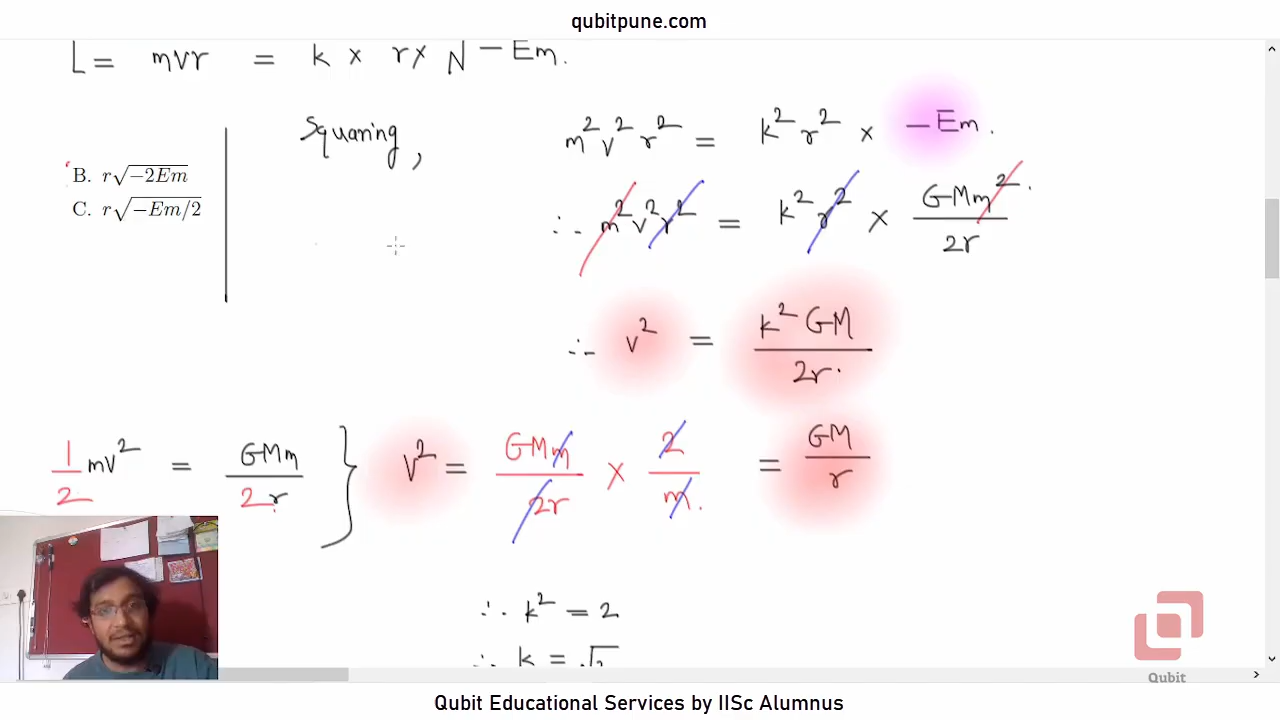 qubitpune.com
L = mvr = k × r × √-Em.
Squaring, m²v²r² = k²r² × -Em.
B. r√-2Em
C. r√-Em/2
∴ m²v²r² = k²r² × GMm²/2r.
∴ v² = k²GM/2r.
1/2 mv² = GMm/2r } v² = GMm/2r × 2/m. = GM/r
∴ k² = 2
∴ k = √2
Qubit
Qubit Educational Services by IISc Alumnus